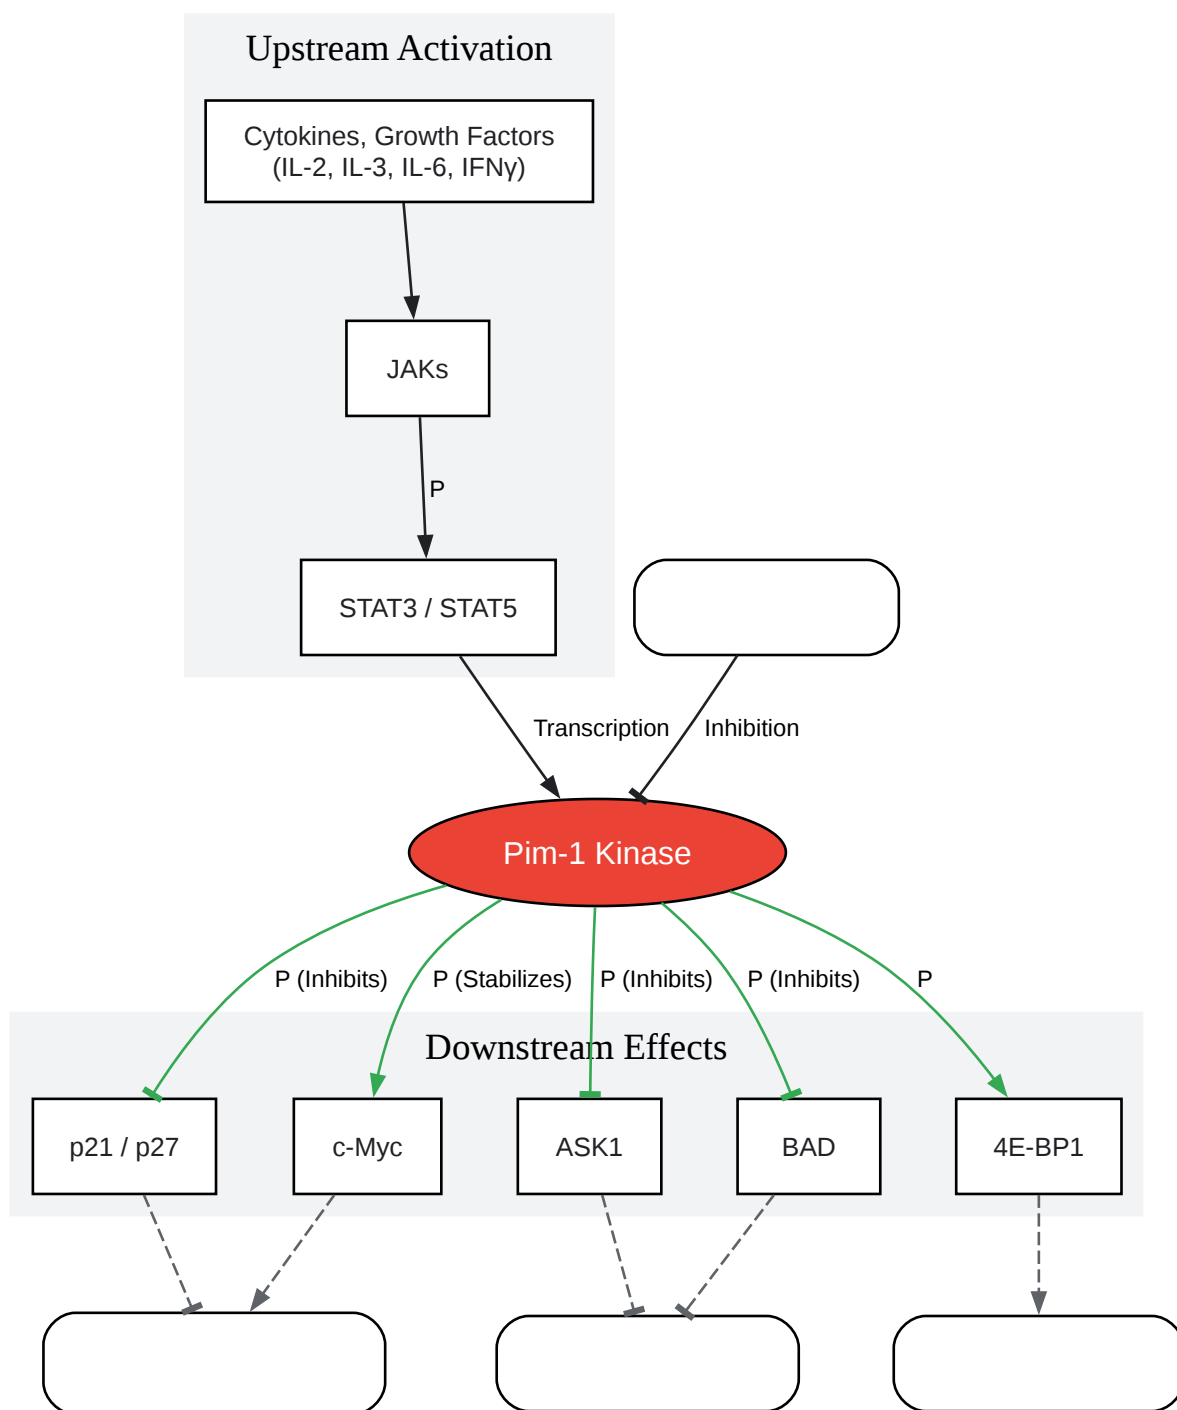 Upstream Activation
Cytokines, Growth Factors
(IL-2, IL-3, IL-6, IFNγ)
JAKs
P
STAT3 / STAT5
Transcription
Inhibition
Pim-1 Kinase
P (Inhibits)
P (Stabilizes)
P (Inhibits)
P (Inhibits)
P
Downstream Effects
p21 / p27
c-Myc
ASK1
BAD
4E-BP1